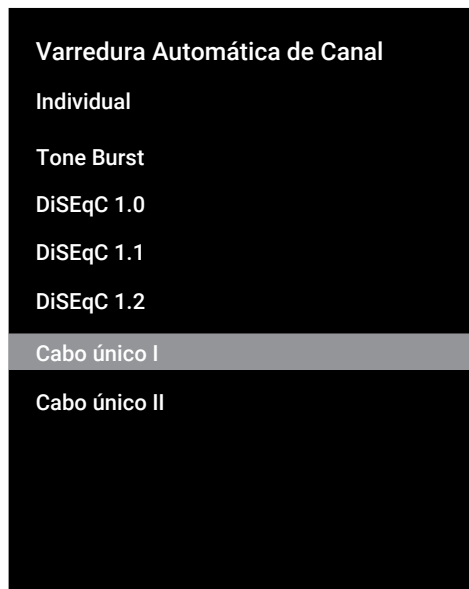 Varredura Automática de Canal
Individual
Tone Burst
DiSEqC 1.0
DiSEqC 1.1
DiSEqC 1.2
Cabo único I
Cabo único II